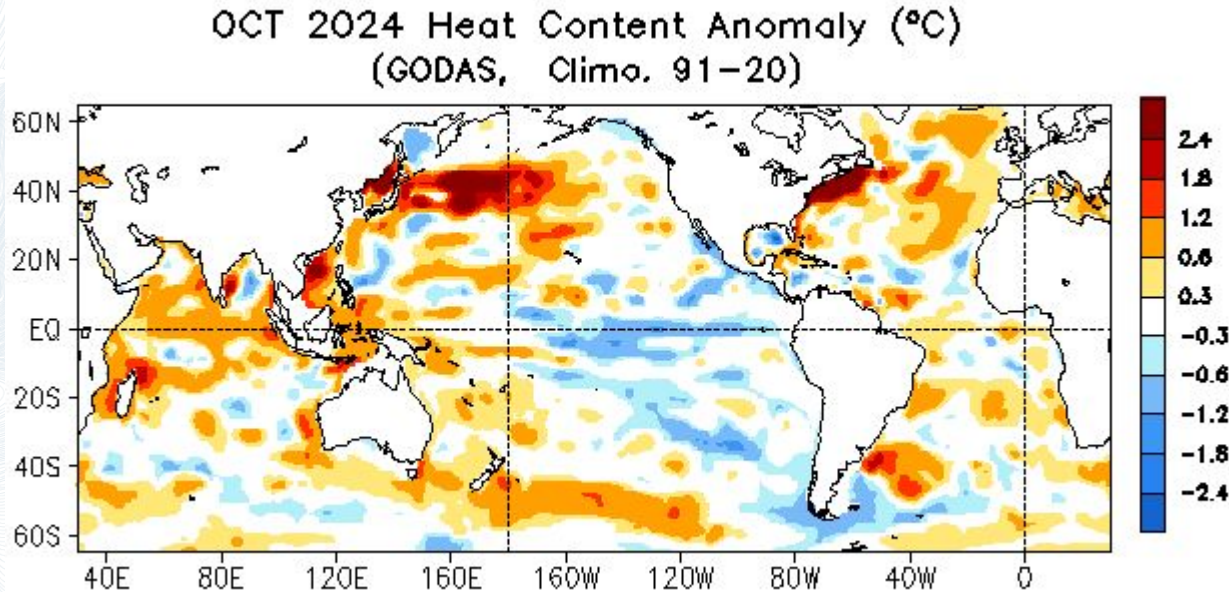 OCT 2024 Heat Content Anomaly (°C)
(GODAS, Climo. 91-20)
60N
40N
20N
EQ
20S
40S
60S
40E 80E 120E 160E 160W 120W 80W 40W 0
2.4
1.8
1.2
0.6
0.3
-0.3
-0.6
-1.2
-1.8
-2.4